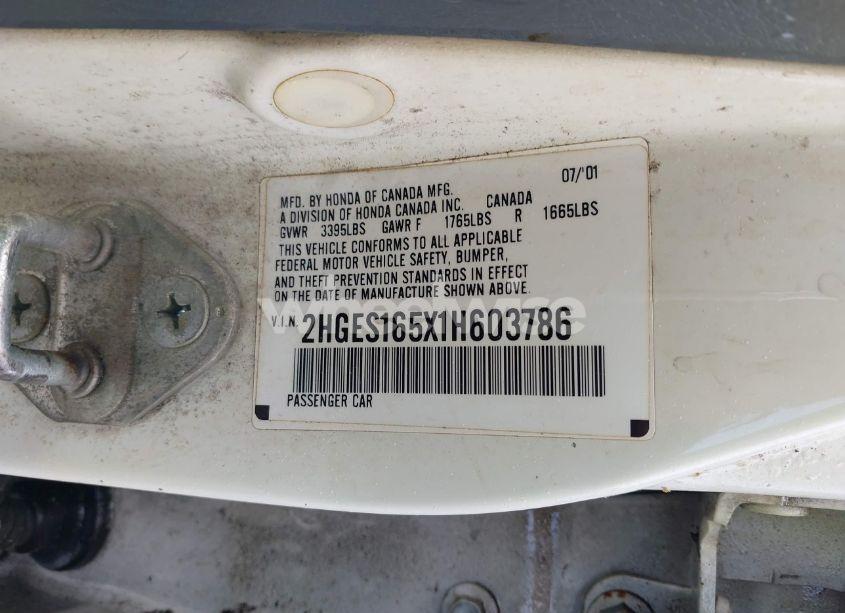 07/'01
MFD. BY HONDA OF CANADA MFG.
A DIVISION OF HONDA CANADA INC. CANADA
GVWR 3395LBS GAWR F 1765LBS R 1665LBS
THIS VEHICLE CONFORMS TO ALL APPLICABLE
FEDERAL MOTOR VEHICLE SAFETY, BUMPER,
AND THEFT PREVENTION STANDARDS IN EFFECT
ON THE DATE OF MANUFACTURE SHOWN ABOVE.
V.I.N. 2HGES165X1H603786
PASSENGER CAR